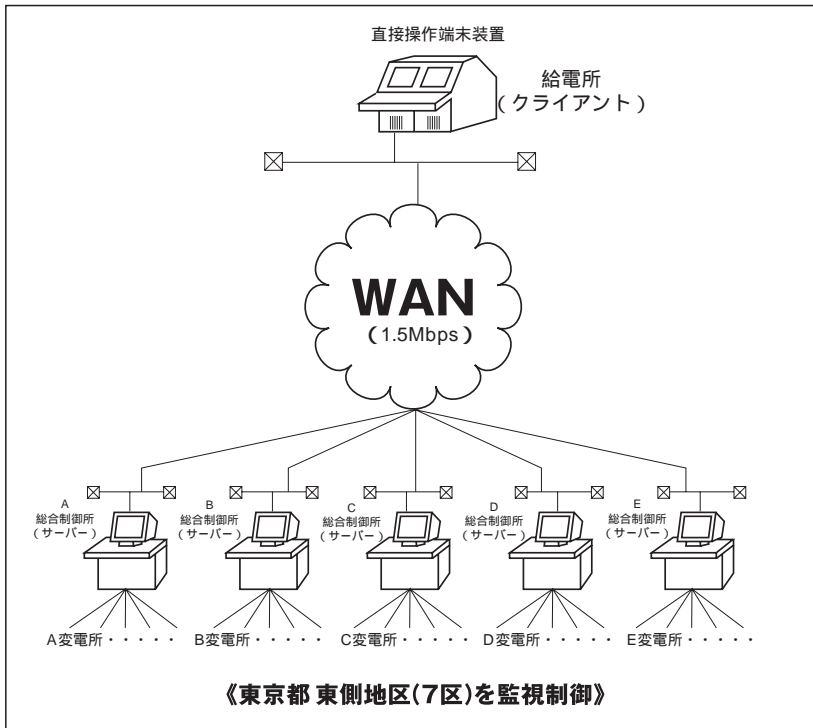 直接操作端末装置
給電所
（クライアント）
WAN
（1.5Mbps）
A
総合制御所
（サーバー）
B
総合制御所
（サーバー）
C
総合制御所
（サーバー）
D
総合制御所
（サーバー）
E
総合制御所
（サーバー）
A変電所・・・・・
B変電所・・・・・
C変電所・・・・・
D変電所・・・・・
E変電所・・・・・
《東京都 東側地区(7区)を監視制御》